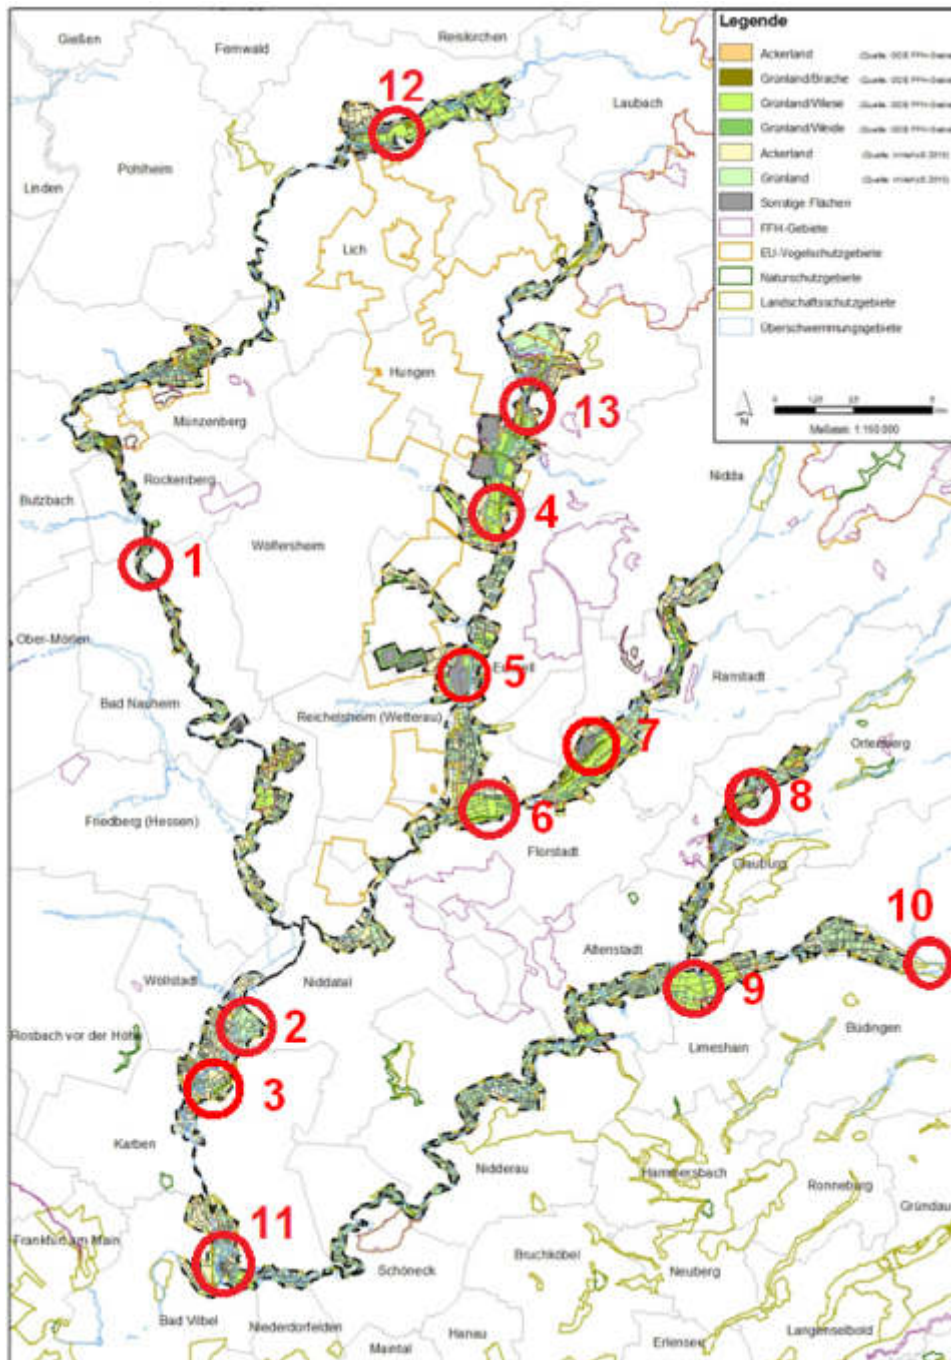 Gießen
Fernwald
Reiskirchen
Laubach
Pohlheim
Linden
12
Lich
Hungen
13
Münzenberg
Rockenberg
Butzbach
Nidda
4
1
Wölfersheim
Ober-Mörlen
Bad Nauheim
5
Reichelsheim (Wetterau)
Ranstadt
7
Ortenberg
8
Friedberg (Hessen)
6
Florstadt
Glauburg
10
Altenstadt
Wöllstadt
Niddatal
9
Büdingen
2
Rosbach vor der Höhe
Limeshain
3
Karben
Nidderau
Hammersbach
Ronneburg
Gründau
11
Frankfurt am Main
Schöneck
Bruchköbel
Neuberg
Bad Vilbel
Niederdorfelden
Hanau
Maintal
Erlensee
Langenselbold
Legende
Ackerland
Grünland/Brache
Grünland/Wiese
Grünland/Weide
Ackerland
Grünland
Sonstige Flächen
FFH-Gebiete
EU-Vogelschutzgebiete
Naturschutzgebiete
Landschaftsschutzgebiete
Überschwemmungsgebiete
N
0
5
1:150.000